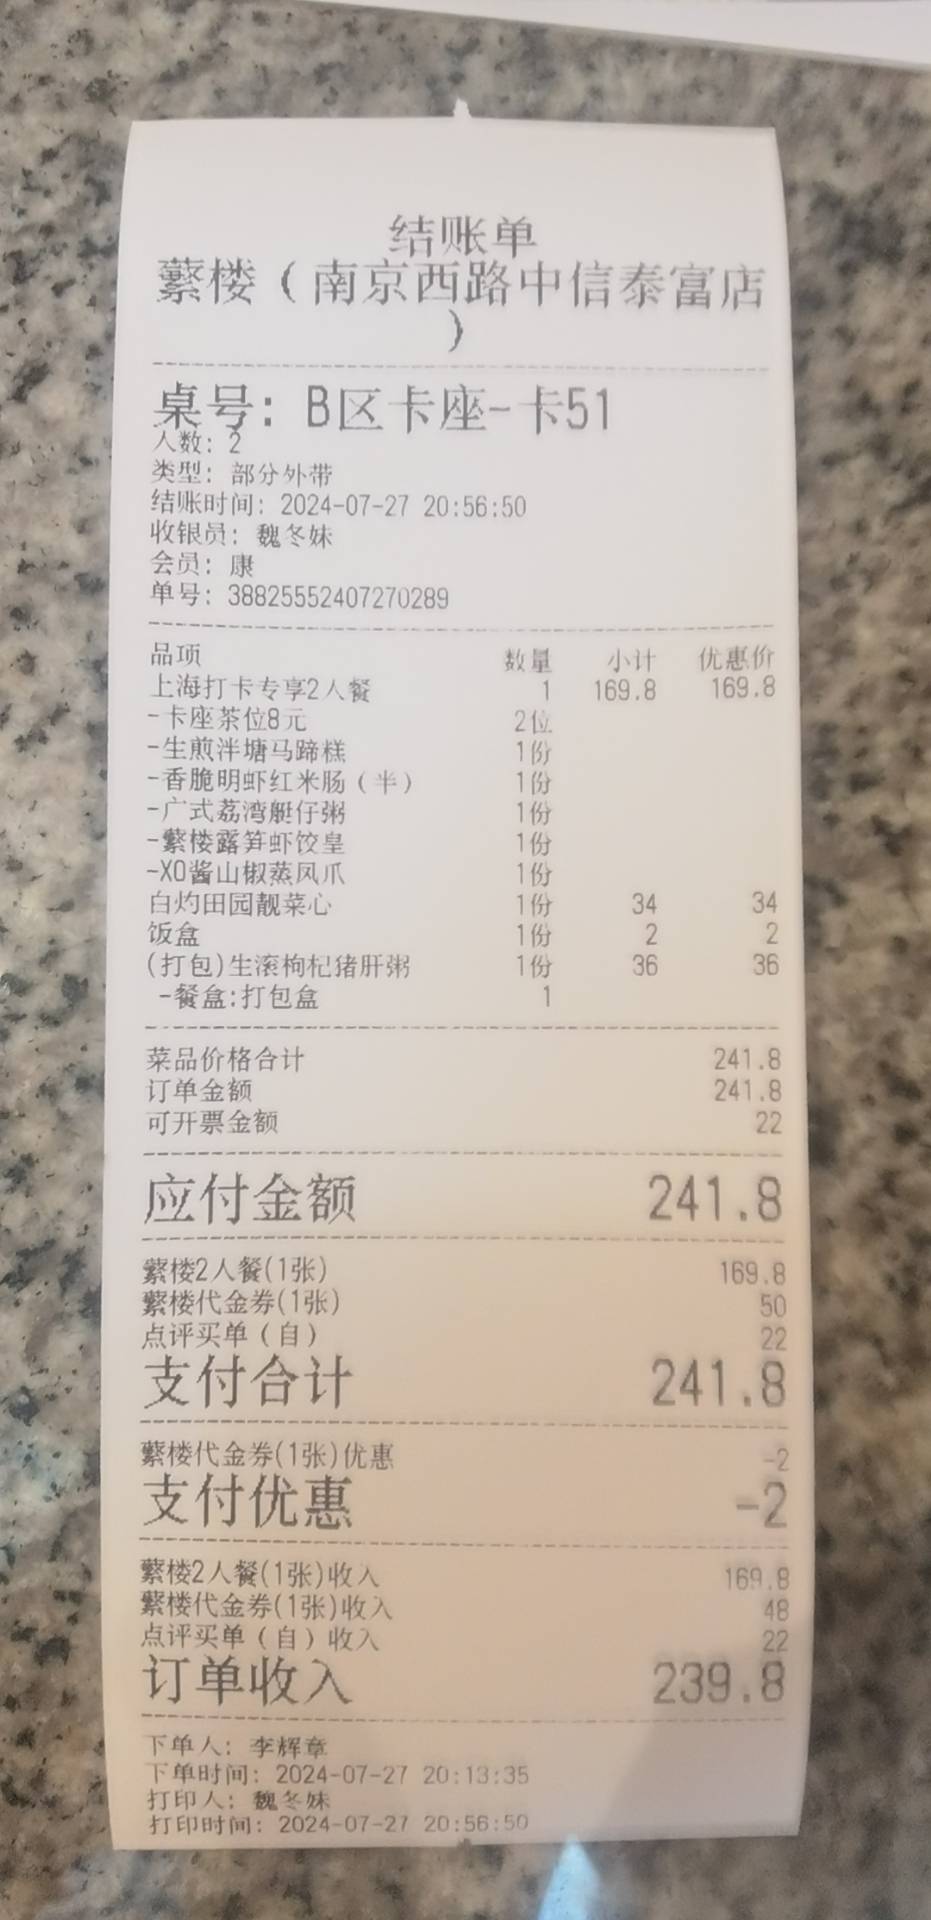 结账单
蘩楼（南京西路中信泰富店
）
桌号: B区卡座-卡51
人数: 2
类型: 部分外带
结账时间: 2024-07-27 20:56:50
收银员: 魏冬妹
会员: 康
单号: 38825552407270289
品项 数量 小计 优惠价
上海打卡专享2人餐 1 169.8 169.8
-卡座茶位8元 2位
-生煎泮塘马蹄糕 1份
-香脆明虾红米肠（半） 1份
-广式荔湾艇仔粥 1份
-蘩楼露笋虾饺皇 1份
-XO酱山椒蒸凤爪 1份
白灼田园靓菜心 1份 34 34
饭盒 1份 2 2
(打包)生滚枸杞猪肝粥 1份 36 36
-餐盒:打包盒 1
菜品价格合计 241.8
订单金额 241.8
可开票金额 22
应付金额 241.8
蘩楼2人餐(1张) 169.8
蘩楼代金券(1张) 50
点评买单（自） 22
支付合计 241.8
蘩楼代金券(1张)优惠 -2
支付优惠 -2
蘩楼2人餐(1张)收入 169.8
蘩楼代金券(1张)收入 48
点评买单（自）收入 22
订单收入 239.8
下单人: 李辉章
下单时间: 2024-07-27 20:13:35
打印人: 魏冬妹
打印时间: 2024-07-27 20:56:50